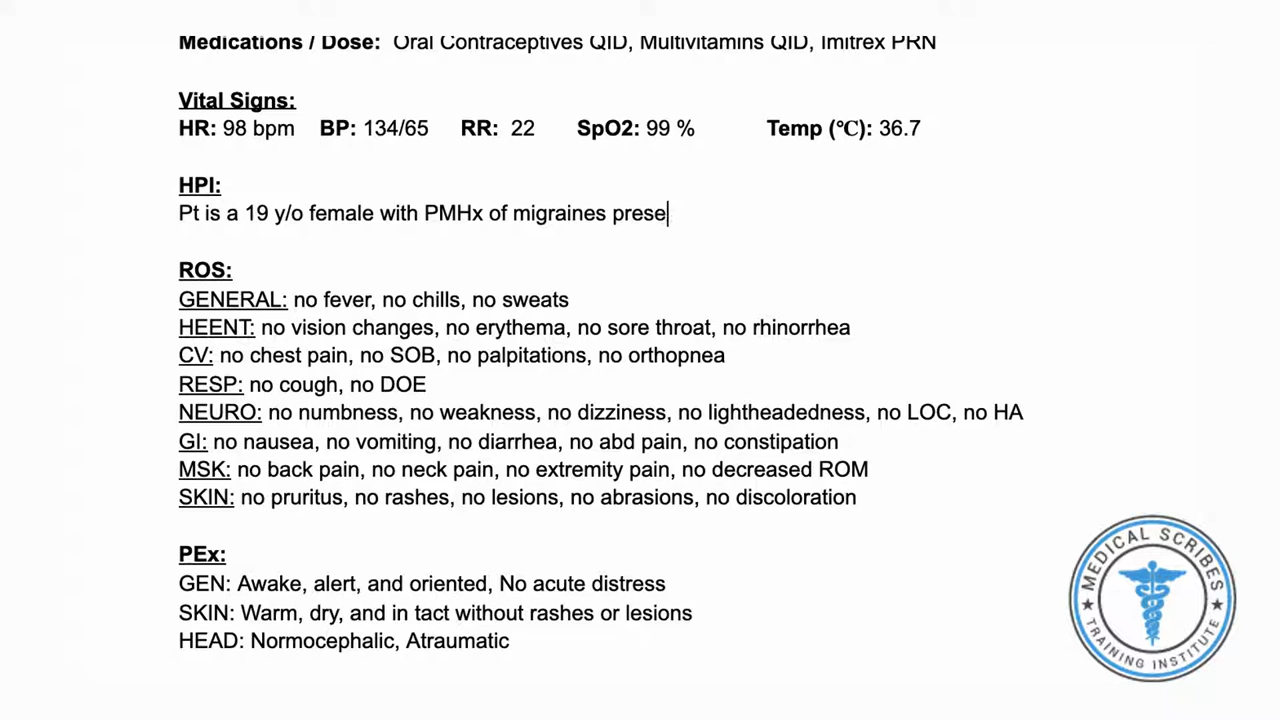 Medications / Dose: Oral Contraceptives QID, Multivitamins QID, Imitrex PRN
Vital Signs:
HR: 98 bpm BP: 134/65 RR: 22 SpO2: 99 % Temp (℃): 36.7
HPI:
Pt is a 19 y/o female with PMHx of migraines prese
ROS:
GENERAL: no fever, no chills, no sweats
HEENT: no vision changes, no erythema, no sore throat, no rhinorrhea
CV: no chest pain, no SOB, no palpitations, no orthopnea
RESP: no cough, no DOE
NEURO: no numbness, no weakness, no dizziness, no lightheadedness, no LOC, no HA
GI: no nausea, no vomiting, no diarrhea, no abd pain, no constipation
MSK: no back pain, no neck pain, no extremity pain, no decreased ROM
SKIN: no pruritus, no rashes, no lesions, no abrasions, no discoloration
PEx:
GEN: Awake, alert, and oriented, No acute distress
SKIN: Warm, dry, and in tact without rashes or lesions
HEAD: Normocephalic, Atraumatic
MEDICAL SCRIBES
TRAINING INSTITUTE